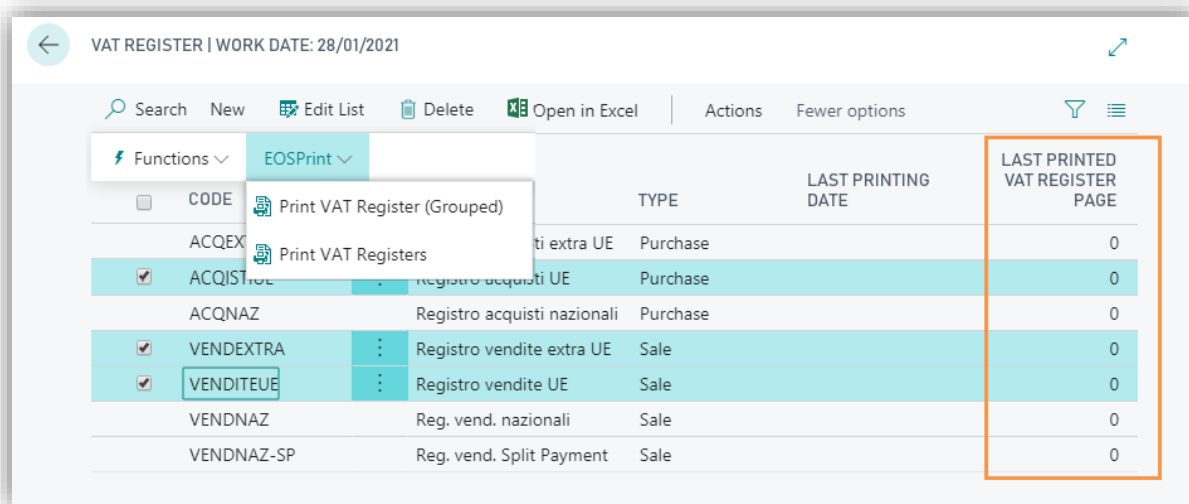 VAT REGISTER | WORK DATE: 28/01/2021
Search New Edit List Delete Open in Excel Actions Fewer options
Functions EOSPrint
Print VAT Register (Grouped)
Print VAT Registers
CODE TYPE LAST PRINTING DATE LAST PRINTED VAT REGISTER PAGE
ti extra UE Purchase 0
Registro acquisti UE Purchase 0
ACQNAZ Registro acquisti nazionali Purchase 0
VENDEXTRA Registro vendite extra UE Sale 0
VENDITEUE Registro vendite UE Sale 0
VENDNAZ Reg. vend. nazionali Sale 0
VENDNAZ-SP Reg. vend. Split Payment Sale 0